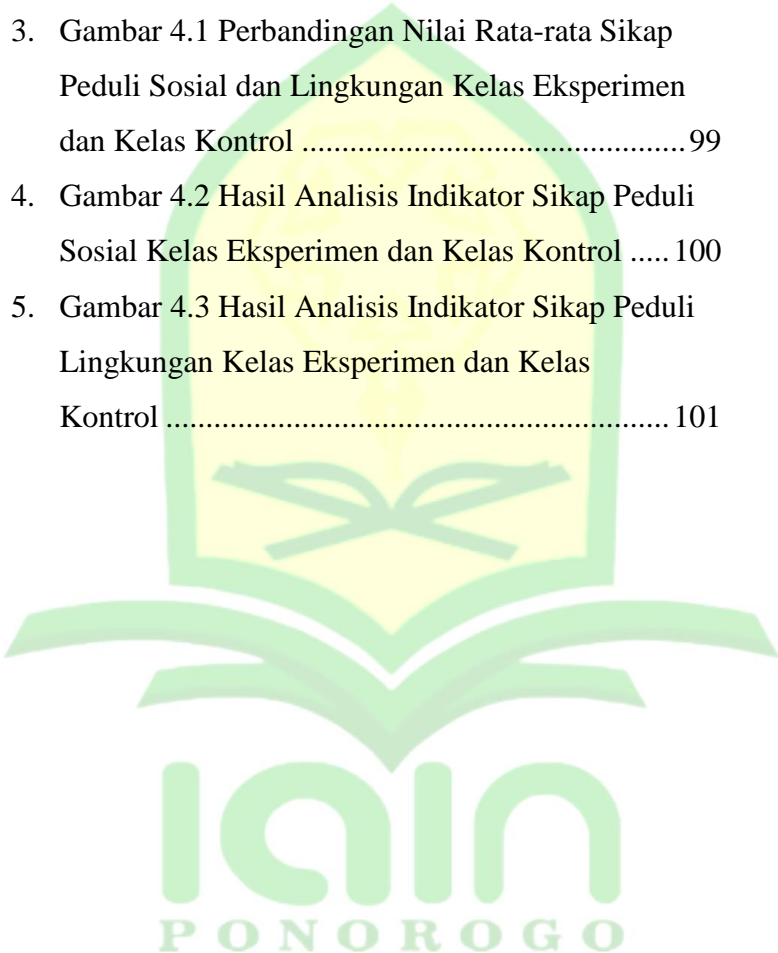 3. Gambar 4.1 Perbandingan Nilai Rata-rata Sikap
Peduli Sosial dan Lingkungan Kelas Eksperimen
dan Kelas Kontrol ................................................ 99
4. Gambar 4.2 Hasil Analisis Indikator Sikap Peduli
Sosial Kelas Eksperimen dan Kelas Kontrol ..... 100
5. Gambar 4.3 Hasil Analisis Indikator Sikap Peduli
Lingkungan Kelas Eksperimen dan Kelas
Kontrol ............................................................... 101
iain
PONOROGO